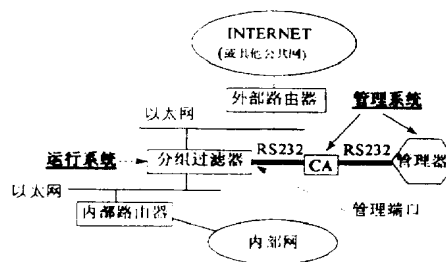 INTERNET
(或其他公共网)
外部路由器
管理系统
以太网
RS232
RS232
运行系统
分组过滤器
CA
管理器
以太网
管理端口
内部路由器
内部网